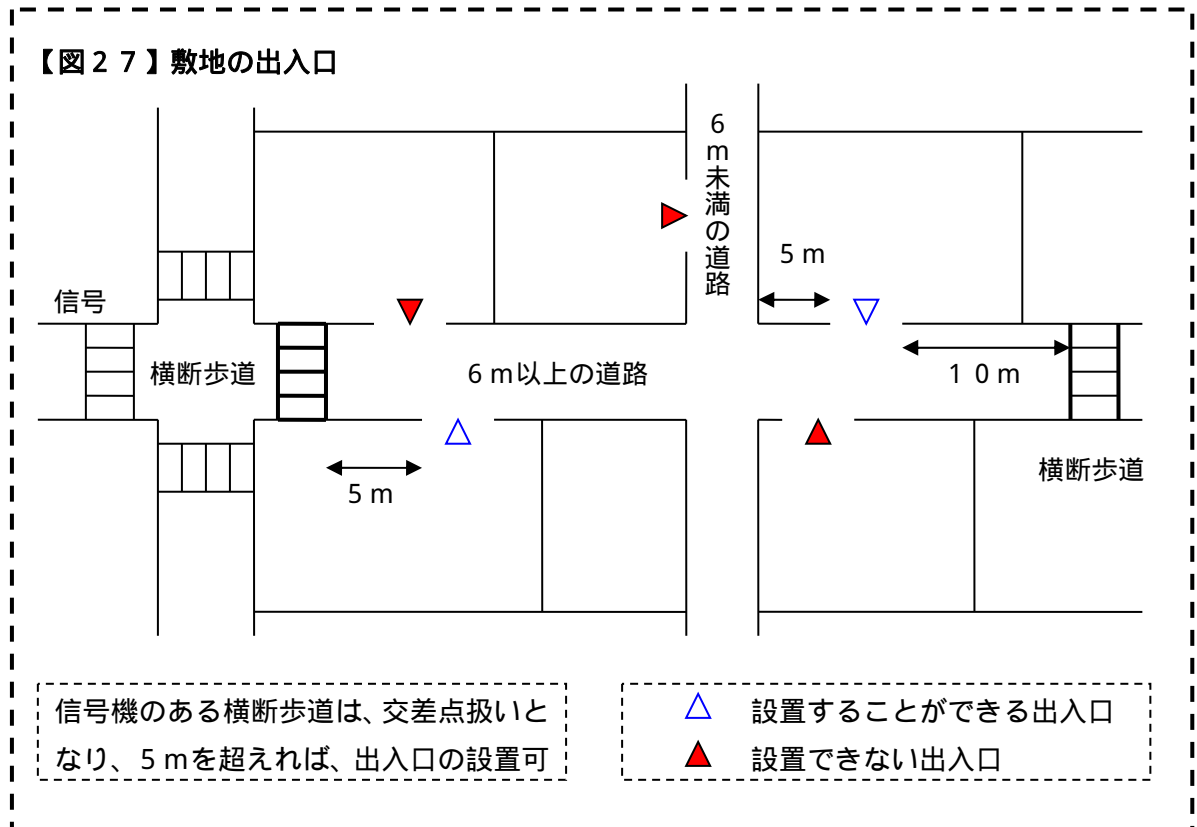 【図２７】敷地の出入口
6m未満の道路
5m
信号
横断歩道
6m以上の道路
10m
横断歩道
5m
信号機のある横断歩道は、交差点扱いと
なり、5mを超えれば、出入口の設置可
設置することができる出入口
設置できない出入口